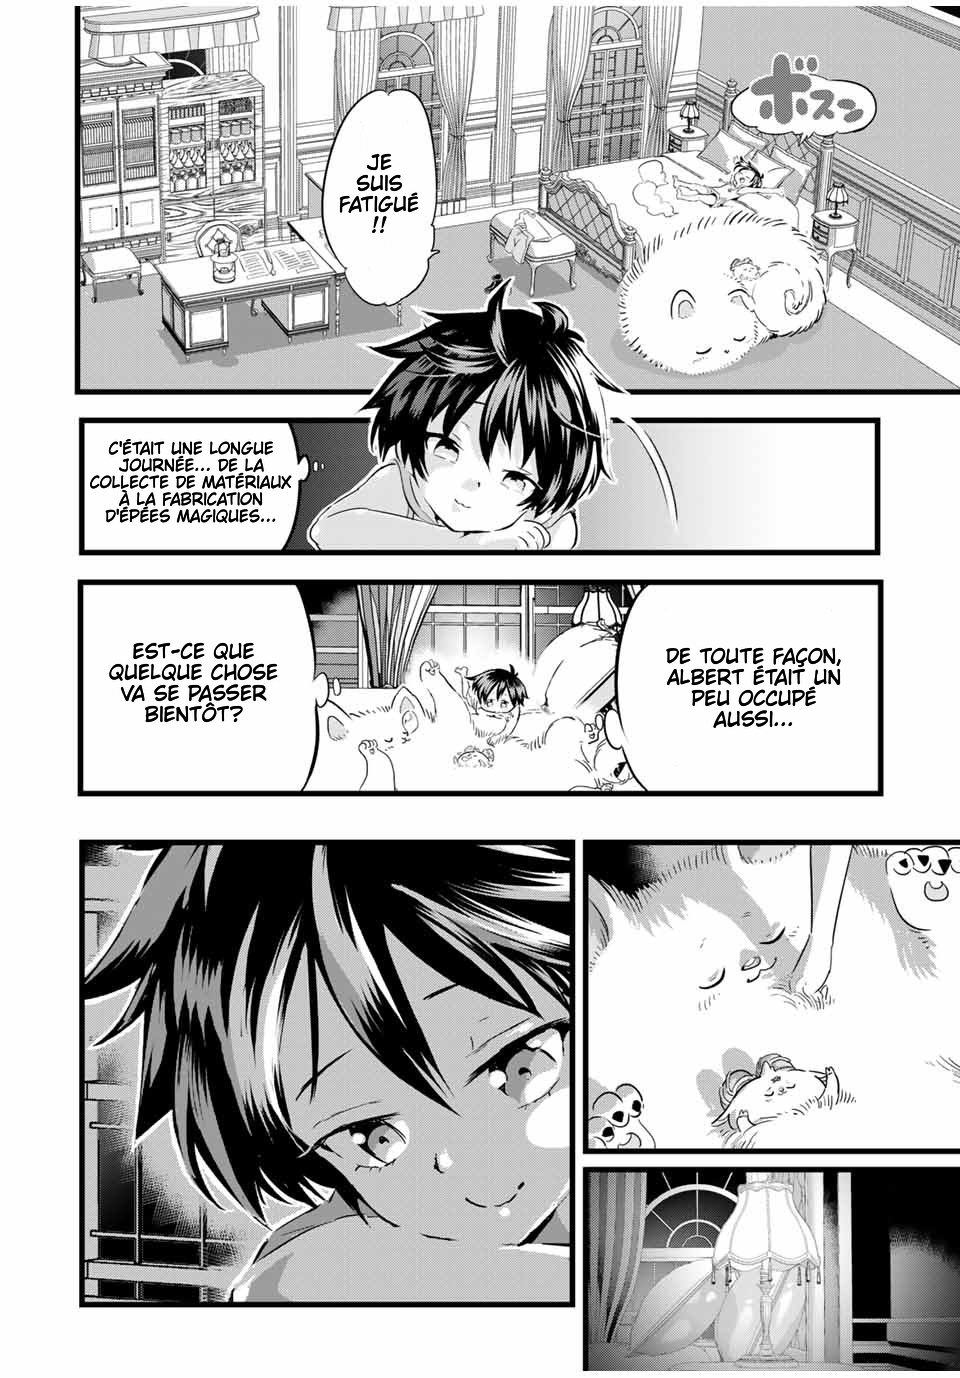 ボスン
JE
SUIS
FATIGUÉ
!!
C'ÉTAIT UNE LONGUE
JOURNÉE... DE LA
COLLECTE DE MATÉRIAUX
À LA FABRICATION
D'ÉPÉES MAGIQUES...
DE TOUTE FAÇON,
ALBERT ÉTAIT UN
PEU OCCUPÉ
AUSSI...
EST-CE QUE
QUELQUE CHOSE
VA SE PASSER
BIENTÔT?